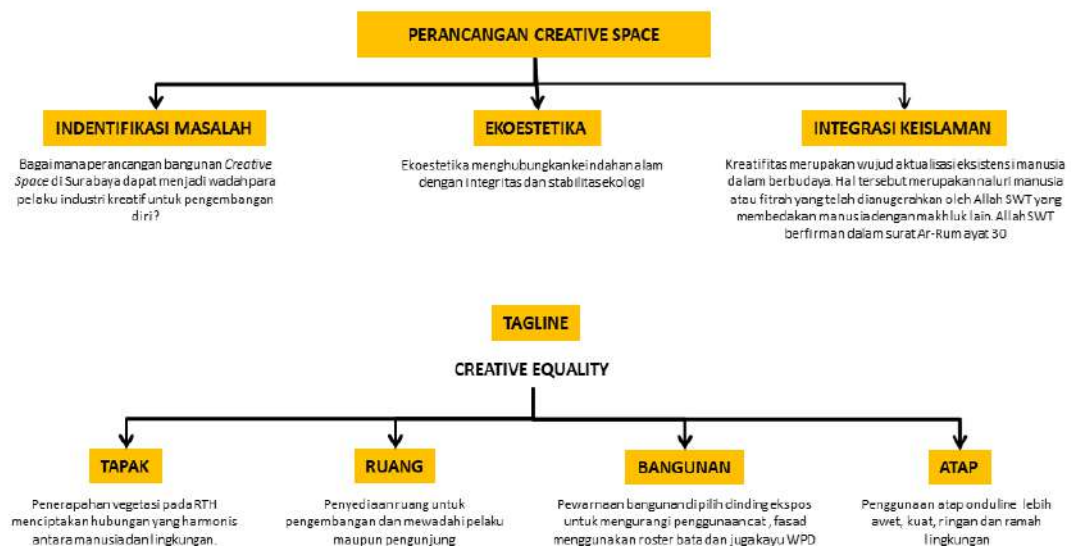 PERANCANGAN CREATIVE SPACE
INDENTIFIKASI MASALAH
Bagaimana perancangan bangunan Creative
Space di Surabaya dapat menjadi wadah para
pelaku industri kreatif untuk pengembangan
diri?
EKOESTETIKA
Ekoestetika menghubungkan keindahan alam
dengan integritas dan stabilitas ekologi
INTEGRASI KEISLAMAN
Kreatifitas merupakan wujud aktualisasi eksistensi manusia
dalam berbudaya. Hal tersebut merupakan naluri manusia
atau fitrah yang telah dianugerahkan oleh Allah SWT yang
membedakan manusia dengan makhluk lain. Allah SWT
berfirman dalam surat Ar-Rum ayat 30
TAGLINE
CREATIVE EQUALITY
TAPAK
Penerapahan vegetasi pada RTH
menciptakan hubungan yang harmonis
antara manusia dan lingkungan.
RUANG
Penyediaan ruang untuk
pengembangan dan mewadahi pelaku
maupun pengunjung
BANGUNAN
Pewarnaan bangunan di pilih dinding ekspos
untuk mengurangi penggunaan cat , fasad
menggunakan roster bata dan juga kayu WPD
ATAP
Penggunaan atap onduline lebih
awet, kuat, ringan dan ramah
lingkungan